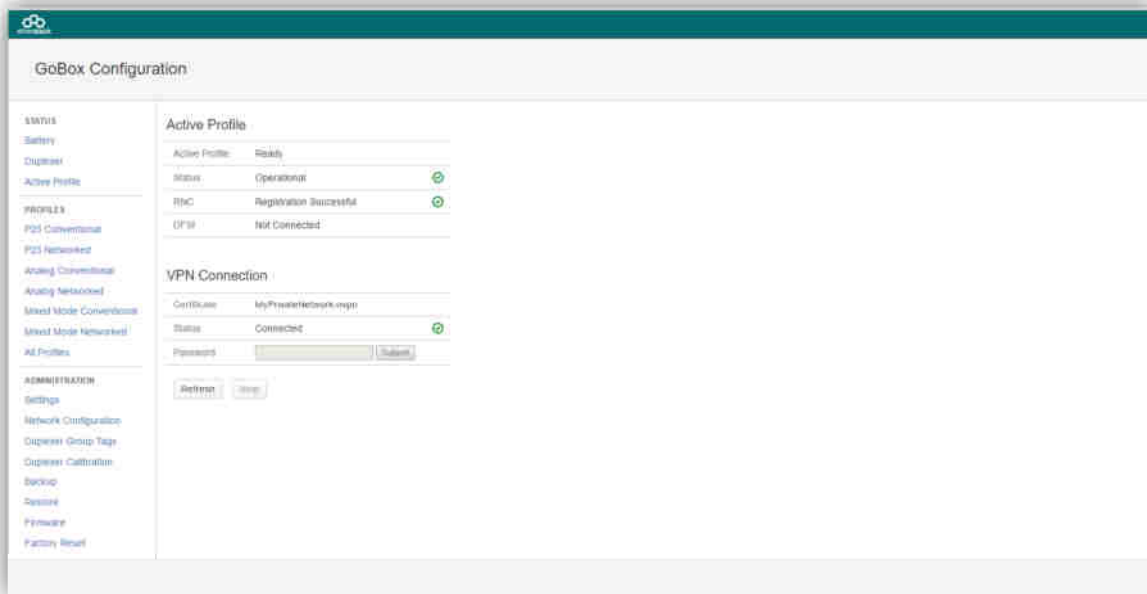 GoBox Configuration
STATUS
Battery
Duplexer
Active Profile
PROFILES
P25 Conventional
P25 Networked
Analog Conventional
Analog Networked
Mixed Mode Conventional
Mixed Mode Networked
All Profiles
ADMINISTRATION
Settings
Network Configuration
Duplexer Group Tags
Duplexer Calibration
Backup
Restore
Firmware
Factory Reset
Active Profile
Active Profile Ready
Status Operational
RNC Registration Successful
DFSI Not Connected
VPN Connection
Certificate MyPrivateNetwork.ovpn
Status Connected
Password Submit
Refresh Stop